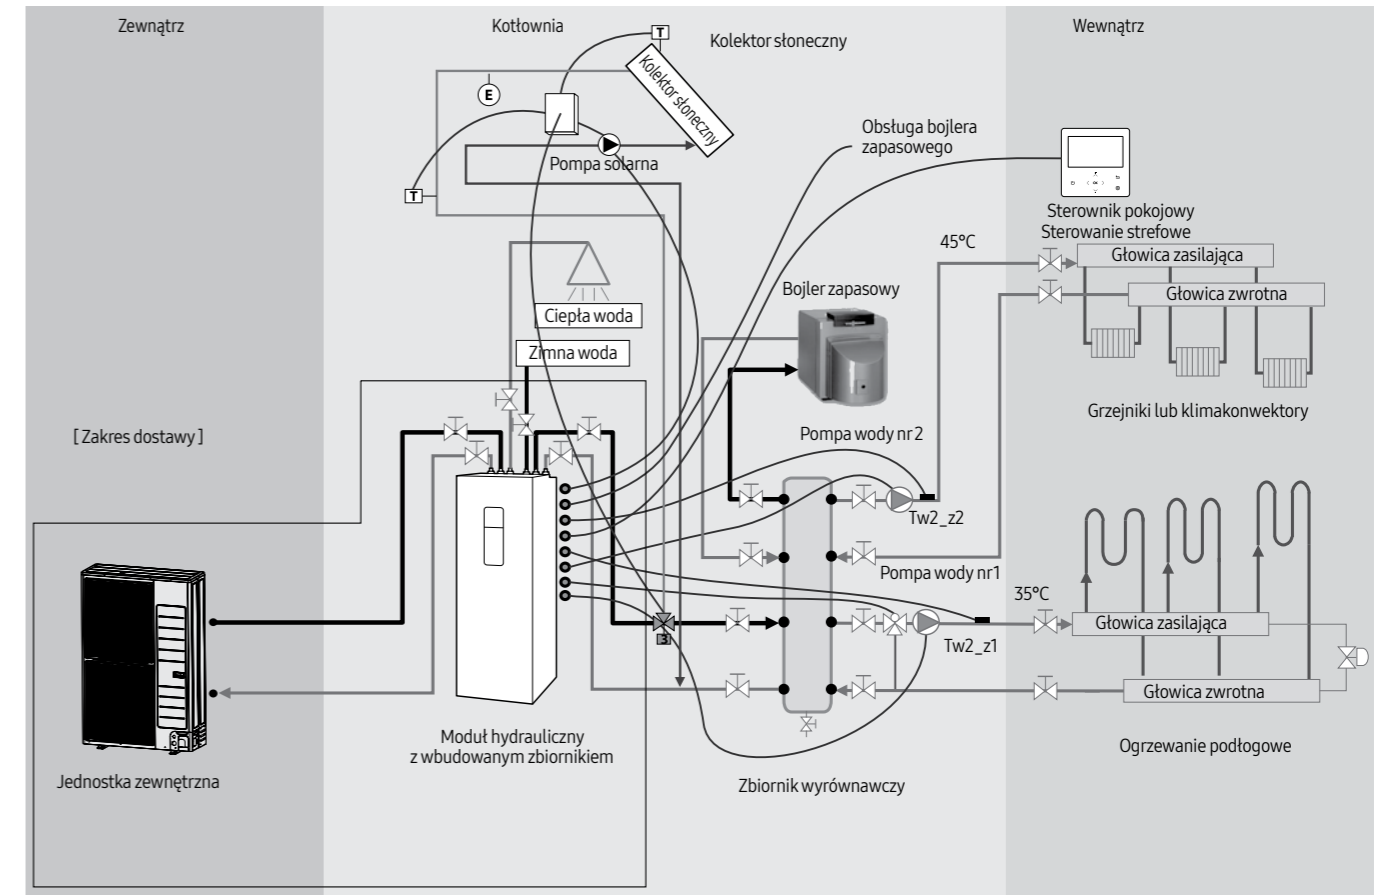 Zewnątrz
Kotłownia
Wewnątrz
T
Kolektor słoneczny
Kolektor słoneczny
E
Pompa solarna
T
Obsługa bojlera
zapasowego
OK
Sterownik pokojowy
Sterowanie strefowe
45°C
Głowica zasilająca
Głowica zwrotna
Bojler zapasowy
Ciepła woda
Zimna woda
Grzejniki lub klimakonwektory
[ Zakres dostawy ]
Pompa wody nr 2
Tw2_z2
Pompa wody nr1
35°C
Głowica zasilająca
3
Tw2_z1
Głowica zwrotna
Moduł hydrauliczny
z wbudowanym zbiornikiem
Ogrzewanie podłogowe
Jednostka zewnętrzna
Zbiornik wyrównawczy